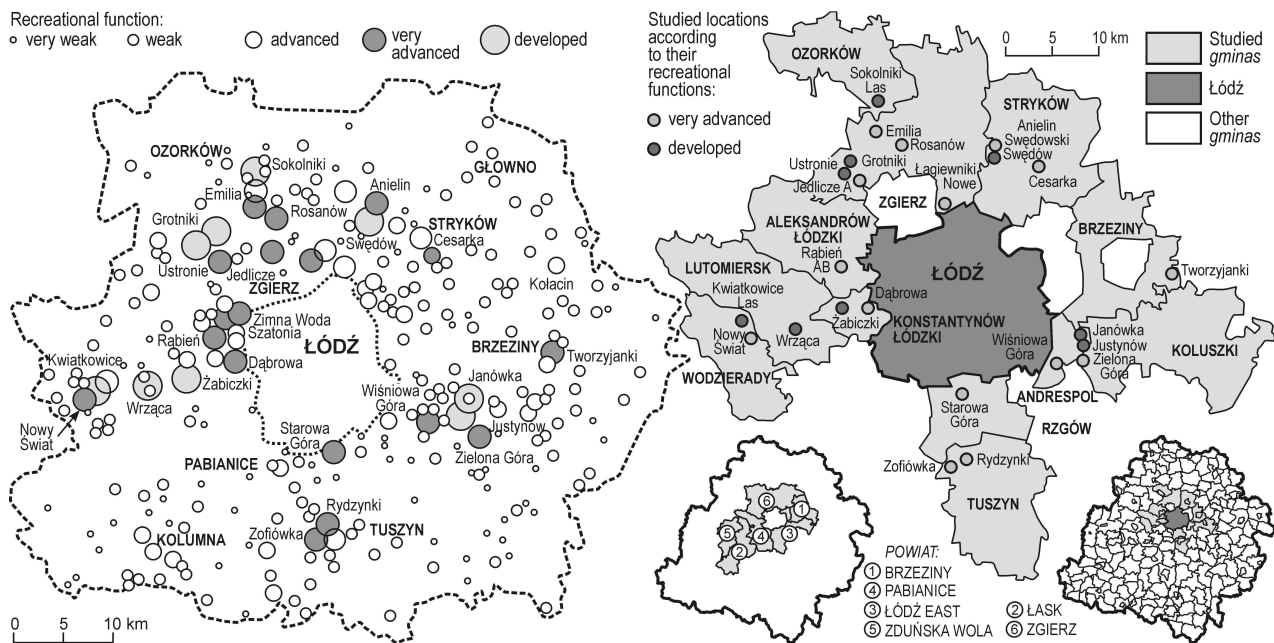 Recreational function:
very weak
weak
advanced
very
advanced
developed
OZORKÓW
Sokolniki
GŁOWNO
Emilia
Anielin
Rosanów
Grotniki
STRYKÓW
Swędów
Cesarka
Ustronie
Jedlicze
ZGIERZ
Kołacin
Zimna Woda
Szatonia
ŁÓDŹ
Rabień
BRZEZINY
Kwiatkowice
Dąbrowa
Tworzyjanki
Janówka
Żabiczki
Wiśniowa
Góra
Wrząca
Nowy
Świat
Justynów
Starowa
Góra
Zielona Góra
PABIANICE
Rydzynki
TUSZYN
Zofiówka
KOLUMNA
0 5 10 km
Studied locations
according
to their
recreational
functions:
very advanced
developed
0 5 10 km
Studied
gminas
Łódź
Other
gminas
OZORKÓW
Sokolniki
Las
STRYKÓW
Anielin
Swędowski
Swędów
Emilia
Rosanów
Ustronie
Grotniki
Jedlicze A
Łagiewniki
Nowe
Cesarka
ZGIERZ
ALEKSANDRÓW
ŁÓDZKI
BRZEZINY
Rabień
AB
LUTOMIERSK
ŁÓDŹ
Tworzyjanki
Kwiatkowice
Las
Dąbrowa
KONSTANTYNÓW
ŁÓDZKI
Nowy
Świat
Wrząca
Żabiczki
Wiśniowa
Góra
Janówka
Justynów
Zielona
Góra
KOLUSZKI
WODZIERADY
ANDRESPOL
Starowa
Góra
RZGÓW
Zofiówka
Rydzynki
TUSZYN
6
1
5
4
3
2
POWIAT:
1 BRZEZINY
4 PABIANICE
3 ŁÓDŹ EAST
2 ŁASK
5 ZDUŃSKA WOLA
6 ZGIERZ